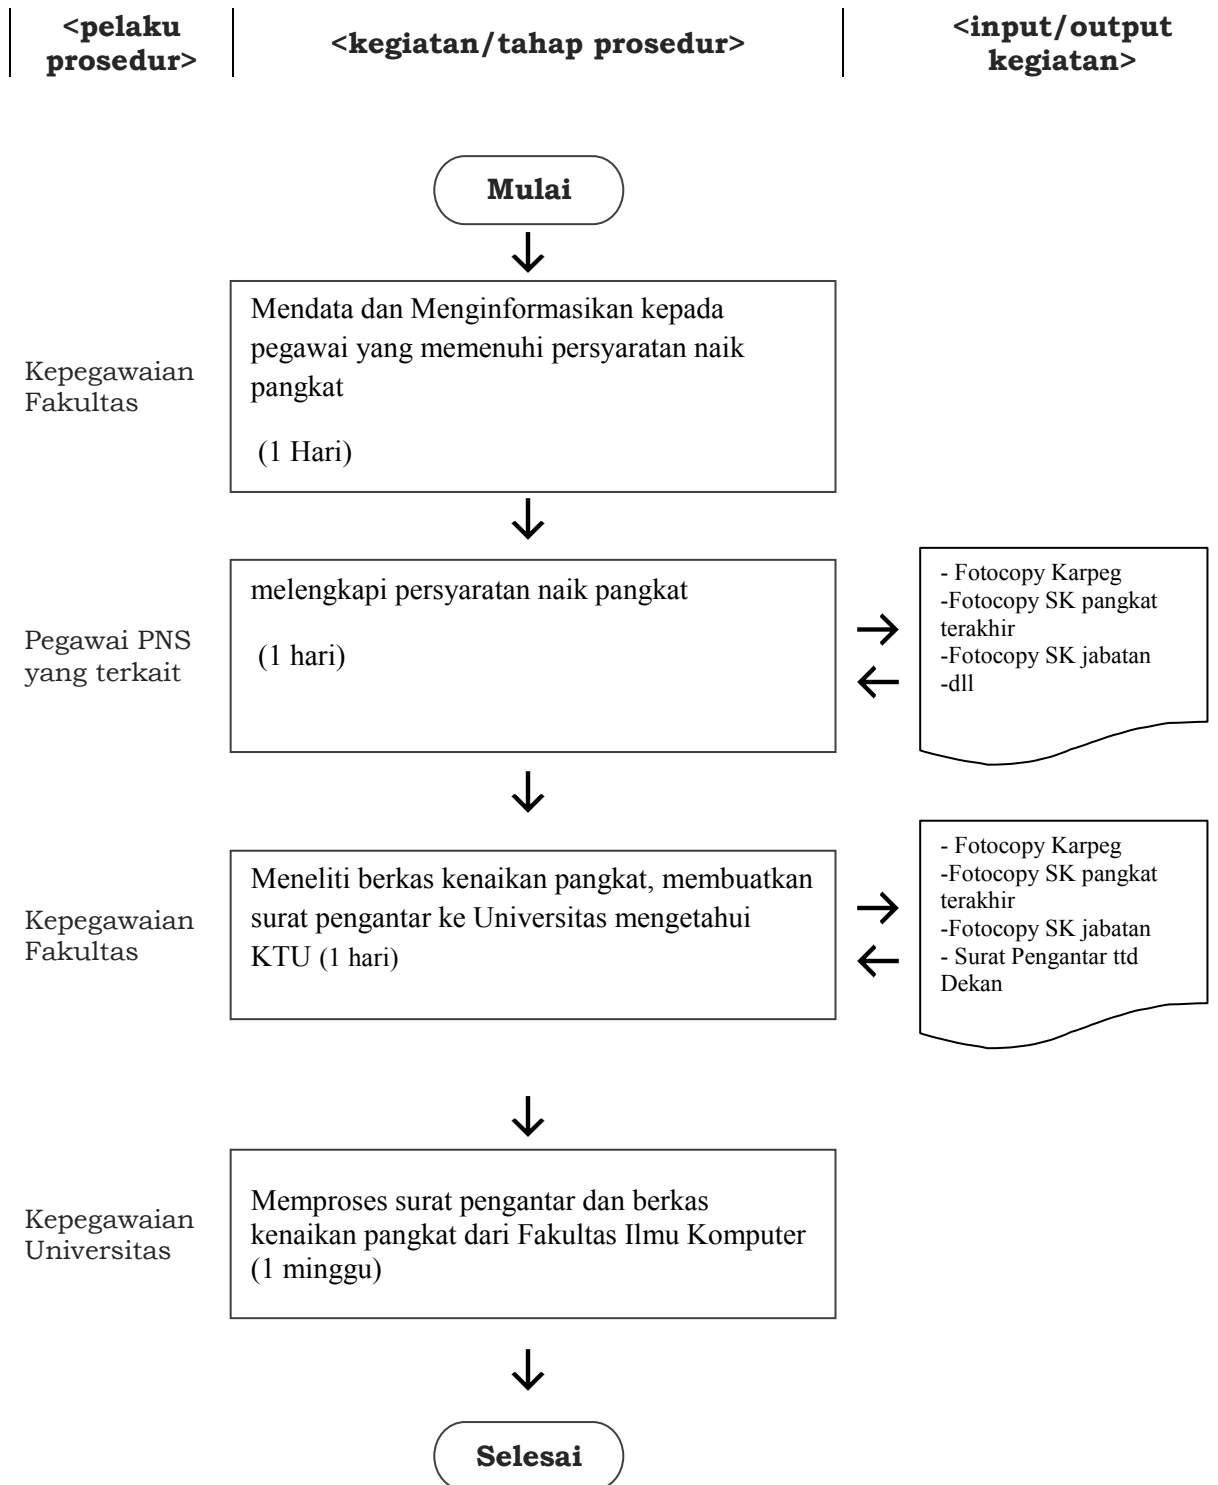 <pelaku
prosedur>
<kegiatan/tahap prosedur>
<input/output
kegiatan>
Mulai
Kepegawaian
Fakultas
Mendata dan Menginformasikan kepada
pegawai yang memenuhi persyaratan naik
pangkat
(1 Hari)
Pegawai PNS
yang terkait
melengkapi persyaratan naik pangkat
(1 hari)
- Fotocopy Karpeg
-Fotocopy SK pangkat
terakhir
-Fotocopy SK jabatan
-dll
Kepegawaian
Fakultas
Meneliti berkas kenaikan pangkat, membuatkan
surat pengantar ke Universitas mengetahui
KTU (1 hari)
- Fotocopy Karpeg
-Fotocopy SK pangkat
terakhir
-Fotocopy SK jabatan
- Surat Pengantar ttd
Dekan
Kepegawaian
Universitas
Memproses surat pengantar dan berkas
kenaikan pangkat dari Fakultas Ilmu Komputer
(1 minggu)
Selesai